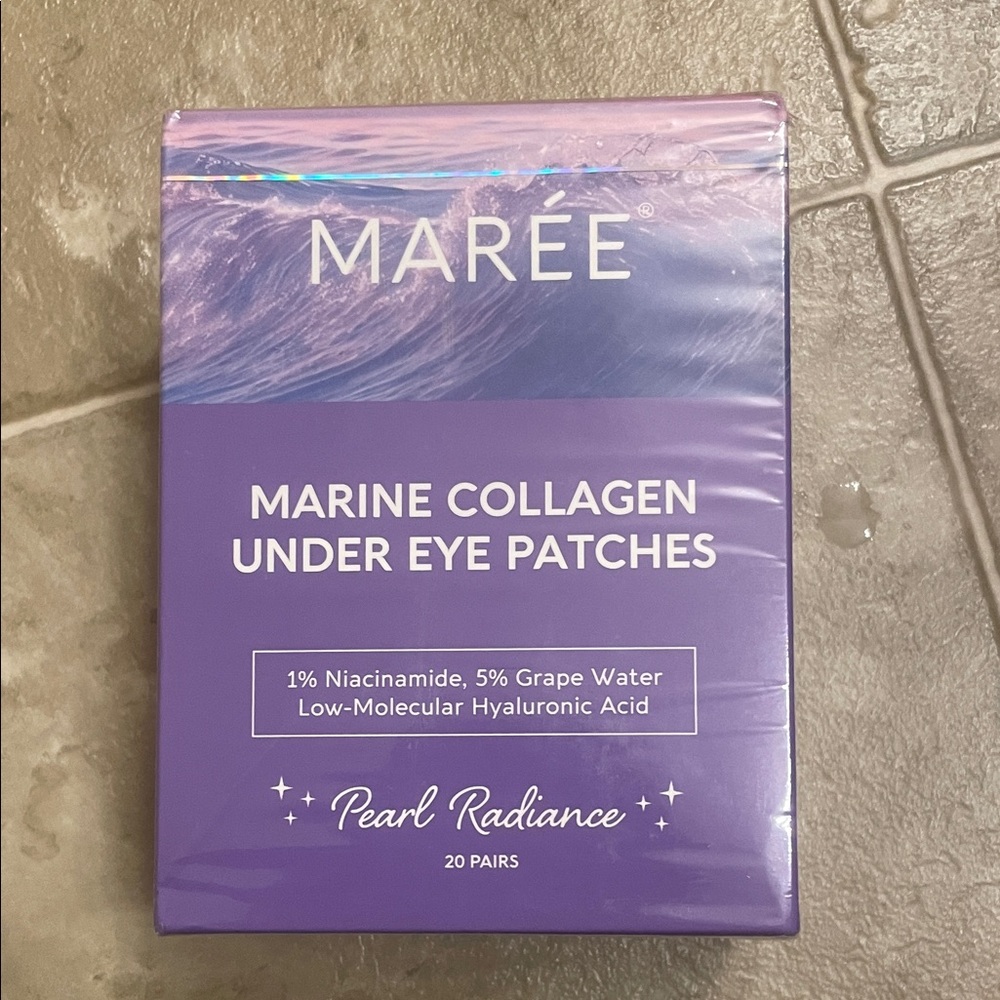 MARÉE®
MARINE COLLAGEN
UNDER EYE PATCHES
1% Niacinamide, 5% Grape Water
Low-Molecular Hyaluronic Acid
Pearl Radiance
20 PAIRS